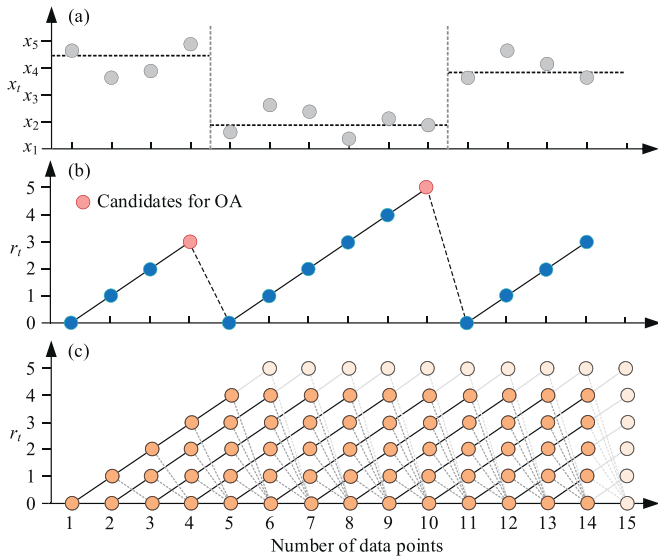 (a)
x5
x4
xt
x3
x2
x1
(b)
5
Candidates for OA
4
3
rt
2
1
0
(c)
5
4
3
rt
2
1
0
1 2 3 4 5 6 7 8 9 10 11 12 13 14 15
Number of data points